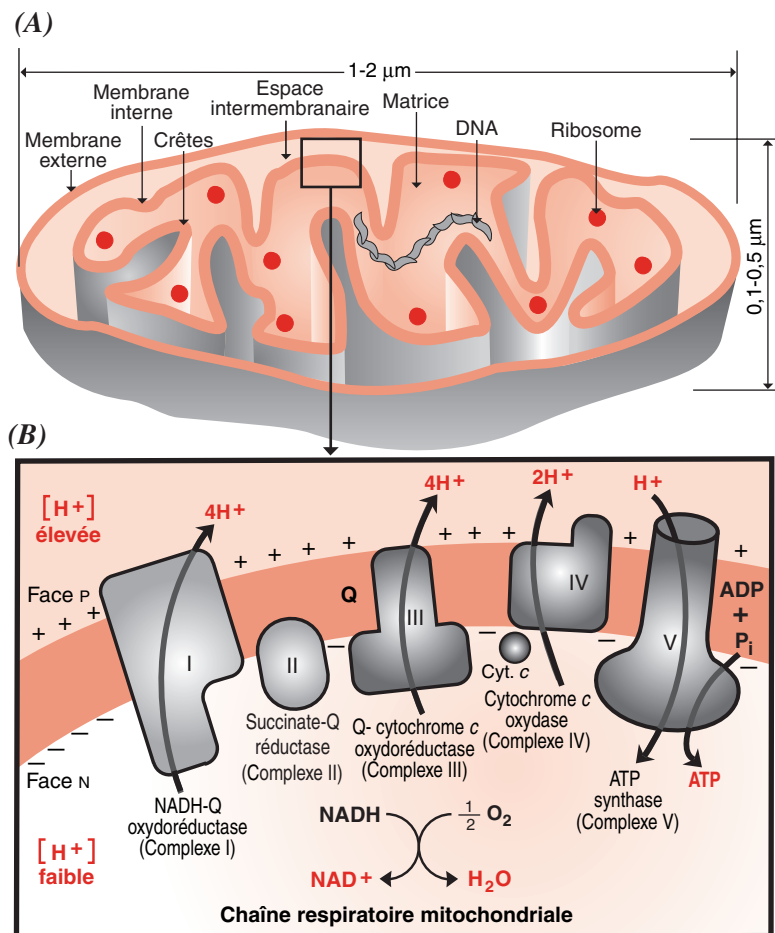 (A)
1-2 µm
Membrane
interne
Espace
intermembranaire
Matrice
DNA
Ribosome
Membrane
externe
Crêtes
0,1-0,5 µm
(B)
[H+]
élevée
4H+
4H+
2H+
H+
+ + + + +
+ + + +
+
+
Face P
+ + + +
Q
I
II
III
IV
V
ADP
+
Pi
Cyt. c
Succinate-Q
réductase
(Complexe II)
Q- cytochrome c
oxydoréductase
(Complexe III)
Cytochrome c
oxydase
(Complexe IV)
Face N
NADH-Q
oxydoréductase
(Complexe I)
ATP
synthase
(Complexe V)
ATP
[H+]
faible
NADH
1/2 O2
NAD+
H2O
Chaîne respiratoire mitochondriale